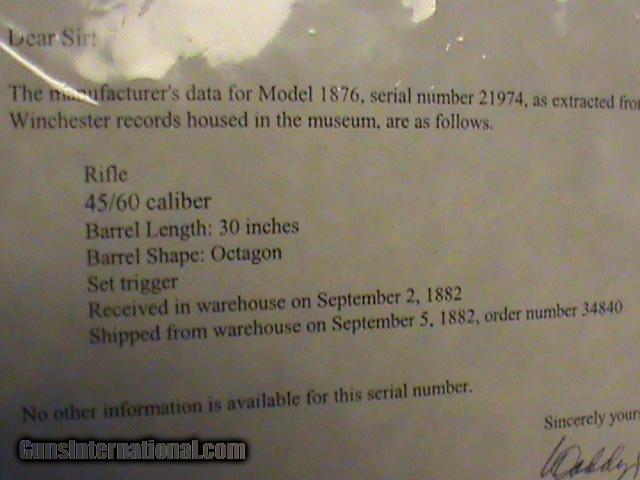 Dear Sir:
The manufacturer's data for Model 1876, serial number 21974, as extracted from
Winchester records housed in the museum, are as follows.
Rifle
45/60 caliber
Barrel Length: 30 inches
Barrel Shape: Octagon
Set trigger
Received in warehouse on September 2, 1882
Shipped from warehouse on September 5, 1882, order number 34840
No other information is available for this serial number.
Sincerely yours
GunsInternational.com